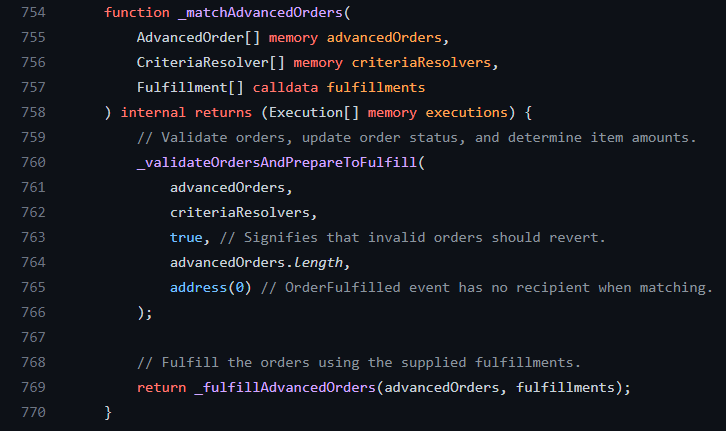 754 function _matchAdvancedOrders(
755 AdvancedOrder[] memory advancedOrders,
756 CriteriaResolver[] memory criteriaResolvers,
757 Fulfillment[] calldata fulfillments
758 ) internal returns (Execution[] memory executions) {
759 // Validate orders, update order status, and determine item amounts.
760 _validateOrdersAndPrepareToFulfill(
761 advancedOrders,
762 criteriaResolvers,
763 true, // Signifies that invalid orders should revert.
764 advancedOrders.length,
765 address(0) // OrderFulfilled event has no recipient when matching.
766 );
767
768 // Fulfill the orders using the supplied fulfillments.
769 return _fulfillAdvancedOrders(advancedOrders, fulfillments);
770 }